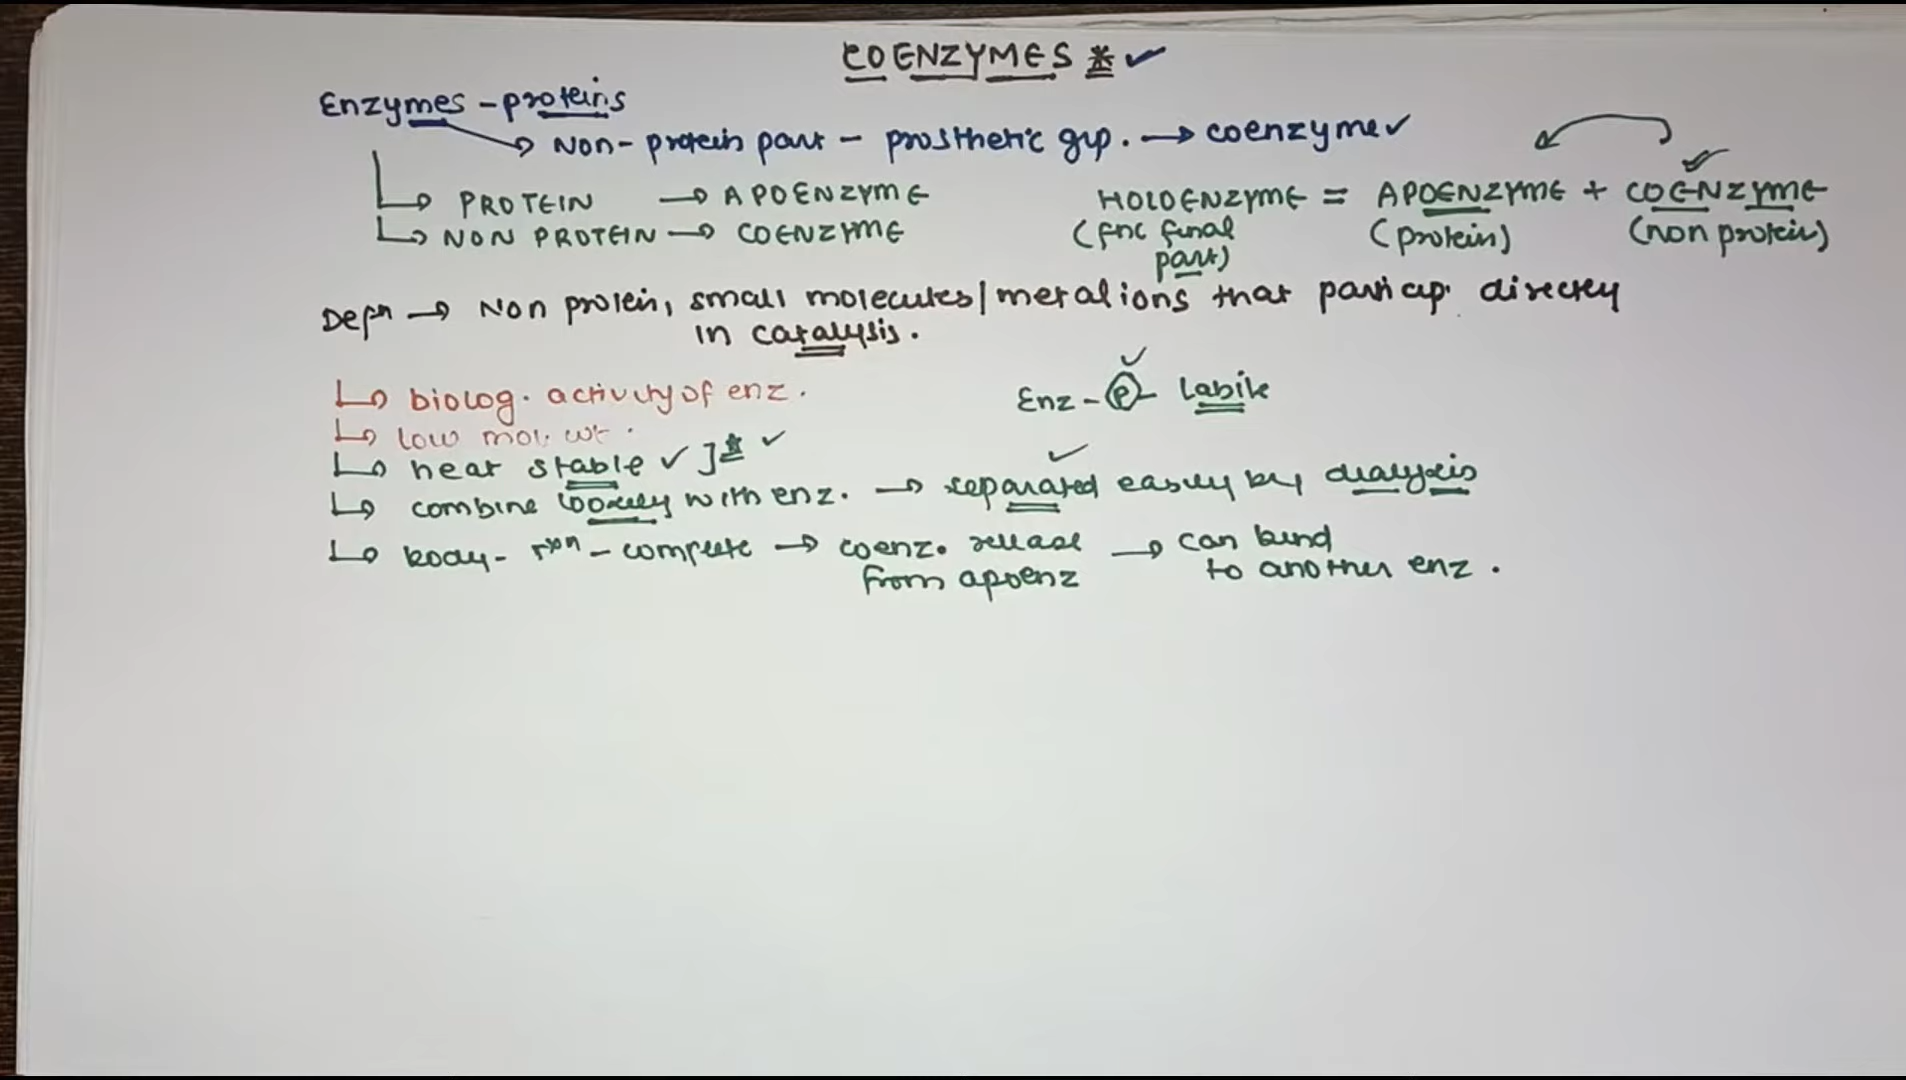 COENZYMES *✓
Enzymes - proteins
→ Non-protein part - prosthetic grp. → coenzyme ✓
→ PROTEIN → APOENZYME
→ NON PROTEIN → COENZYME
HOLOENZYME = APOENZYME + COENZYME
(fnc final part) (protein) (non protein)
Defn → Non protein, small molecules/metal ions that particip. directly
in catalysis.
→ biolog. activity of enz.
→ low mol. wt.
→ heat stable ✓ ]* ✓
Enz - (P) - Labile
→ combine loosely with enz. → separated easily by dialysis
→ body - rxn - complete → coenz. release from apoenz → can bind to another enz.